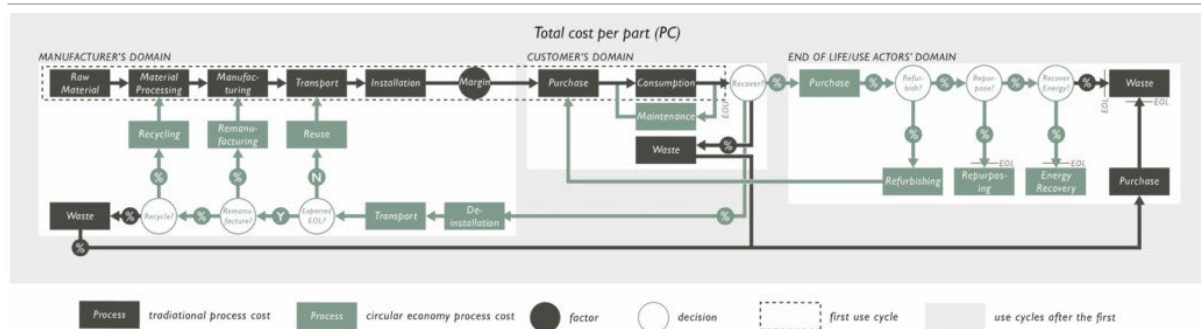 Total cost per part (PC)
MANUFACTURER'S DOMAIN
CUSTOMER'S DOMAIN
END OF LIFE/USE ACTORS' DOMAIN
Raw
Material
Material
Processing
Manufac-
turing
Transport
Installation
Margin
Purchase
Consumption
Recover?
%
Purchase
%
Refur-
bish?
%
Repur-
pose?
%
Recover
Energy?
%
Waste
EOL
EOL
EOL
Recycling
Remanu-
facturing
Reuse
Maintenance
Waste
%
%
%
%
EOL
EOL
%
%
N
Refurbishing
Repurpos-
ing
Energy
Recovery
Purchase
Waste
%
Recycle?
%
Remanu-
facture?
Y
Expected
EOL?
Transport
De-
installation
%
%
Process
tradiational process cost
Process
circular economy process cost
factor
decision
first use cycle
use cycles after the first